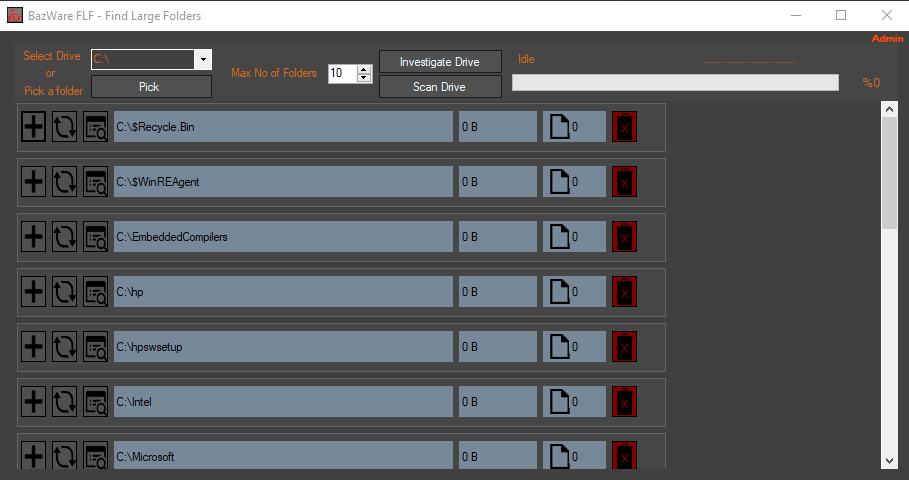 BazWare FLF - Find Large Folders
Admin
Select Drive
or
Pick a folder
C:\
Pick
Max No of Folders
10
Investigate Drive
Scan Drive
Idle
................................
%0
C:\$Recycle.Bin 0 B 0 X
C:\$WinREAgent 0 B 0 X
C:\EmbeddedCompilers 0 B 0 X
C:\hp 0 B 0 X
C:\hpswsetup 0 B 0 X
C:\Intel 0 B 0 X
C:\Microsoft 0 B 0 X